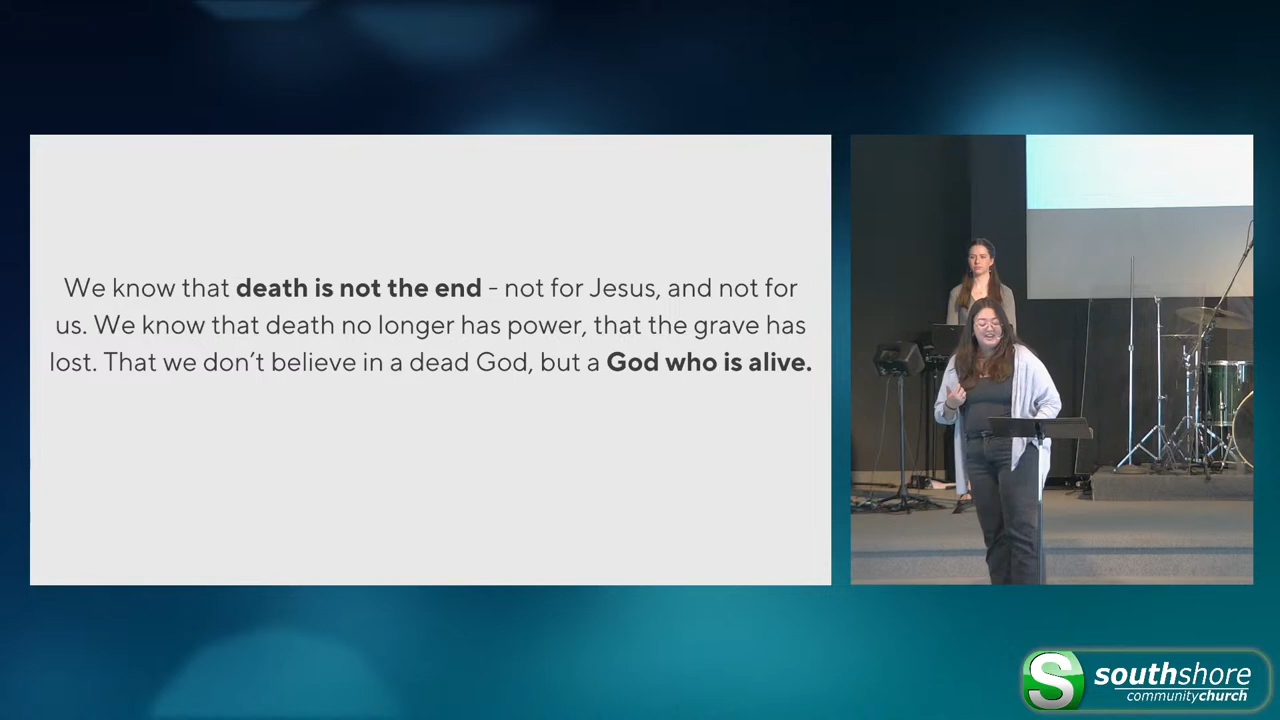 We know that death is not the end - not for Jesus, and not for
us. We know that death no longer has power, that the grave has
lost. That we don’t believe in a dead God, but a God who is alive.
S southshore
communitychurch